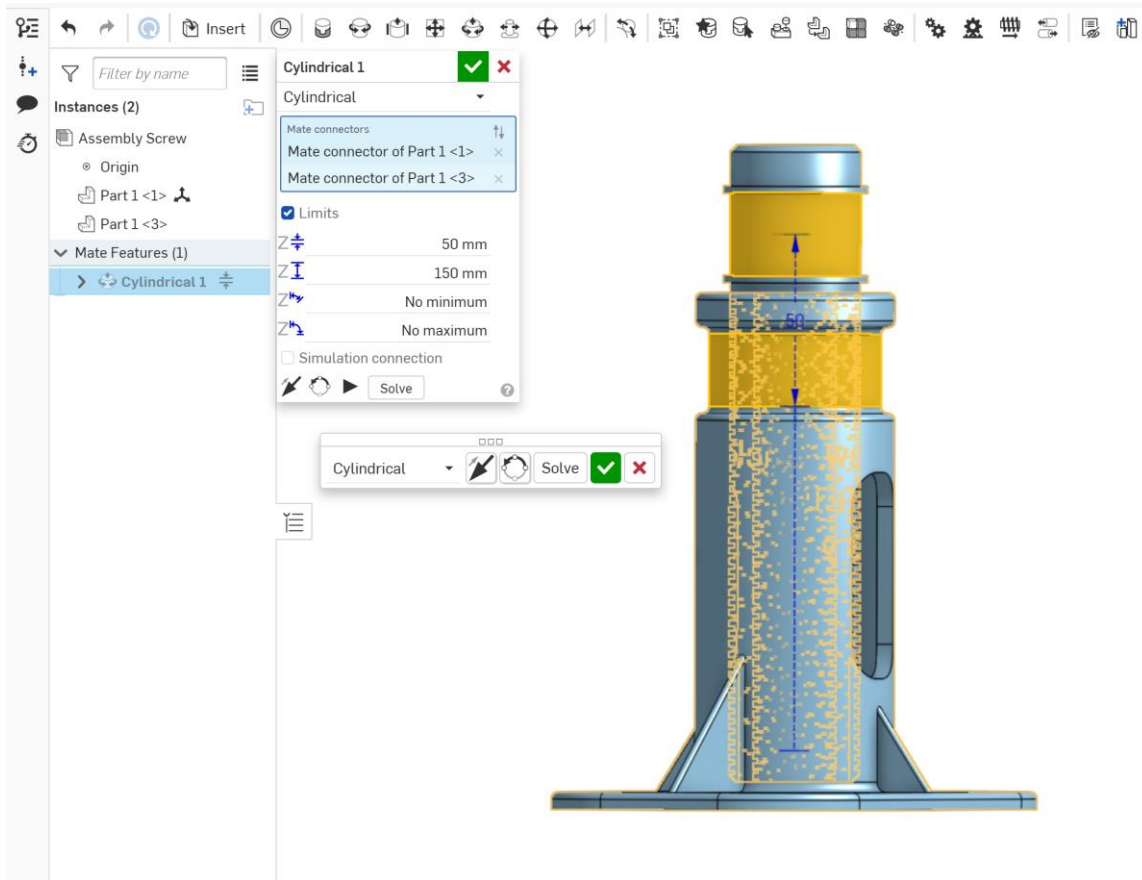 Insert
Filter by name
Instances (2)
Assembly Screw
Origin
Part 1 <1>
Part 1 <3>
Mate Features (1)
Cylindrical 1
Cylindrical 1
Cylindrical
Mate connectors
Mate connector of Part 1 <1>
Mate connector of Part 1 <3>
Limits
Z 50 mm
Z 150 mm
Z No minimum
Z No maximum
Simulation connection
Solve
Cylindrical Solve
50